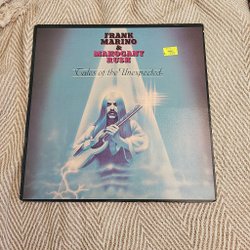 FRANK
MARINO
&
MAHOGANY
RUSH
Tales of the Unexpected